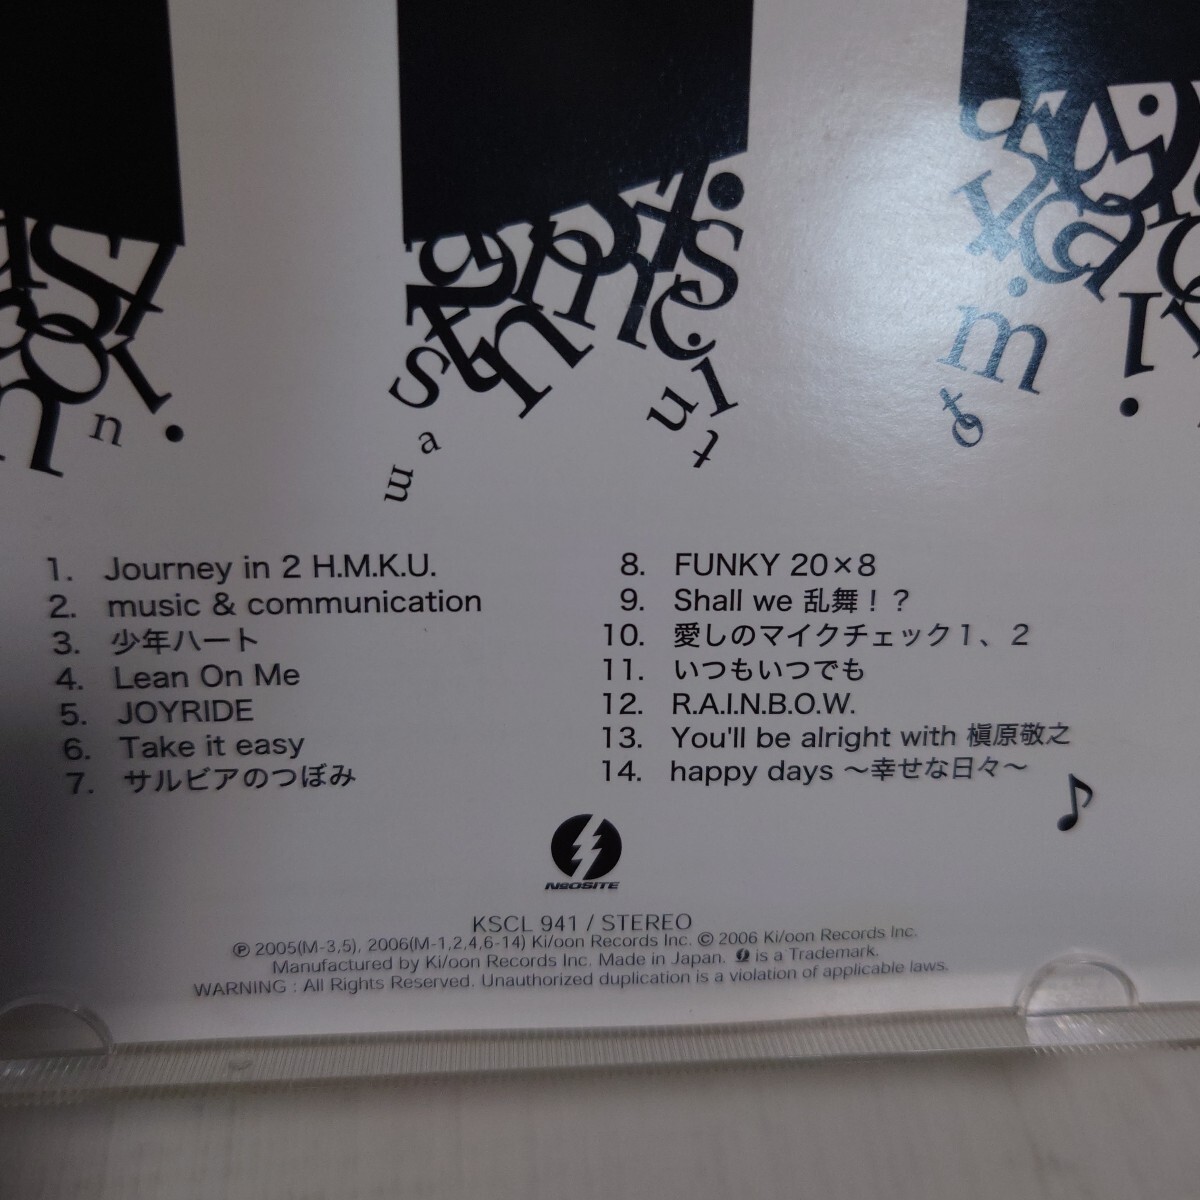 1. Journey in 2 H.M.K.U.
2. music & communication
3. 少年ハート
4. Lean On Me
5. JOYRIDE
6. Take it easy
7. サルビアのつぼみ
8. FUNKY 20×8
9. Shall we 乱舞！？
10. 愛しのマイクチェック１、２
11. いつもいつでも
12. R.A.I.N.B.O.W.
13. You'll be alright with 槇原敬之
14. happy days 〜幸せな日々〜
NeOSITE
KSCL 941 / STEREO
℗ 2005(M-3,5), 2006(M-1,2,4,6-14) Ki/oon Records Inc. © 2006 Ki/oon Records Inc.
Manufactured by Ki/oon Records Inc. Made in Japan. is a Trademark.
WARNING : All Rights Reserved. Unauthorized duplication is a violation of applicable laws.